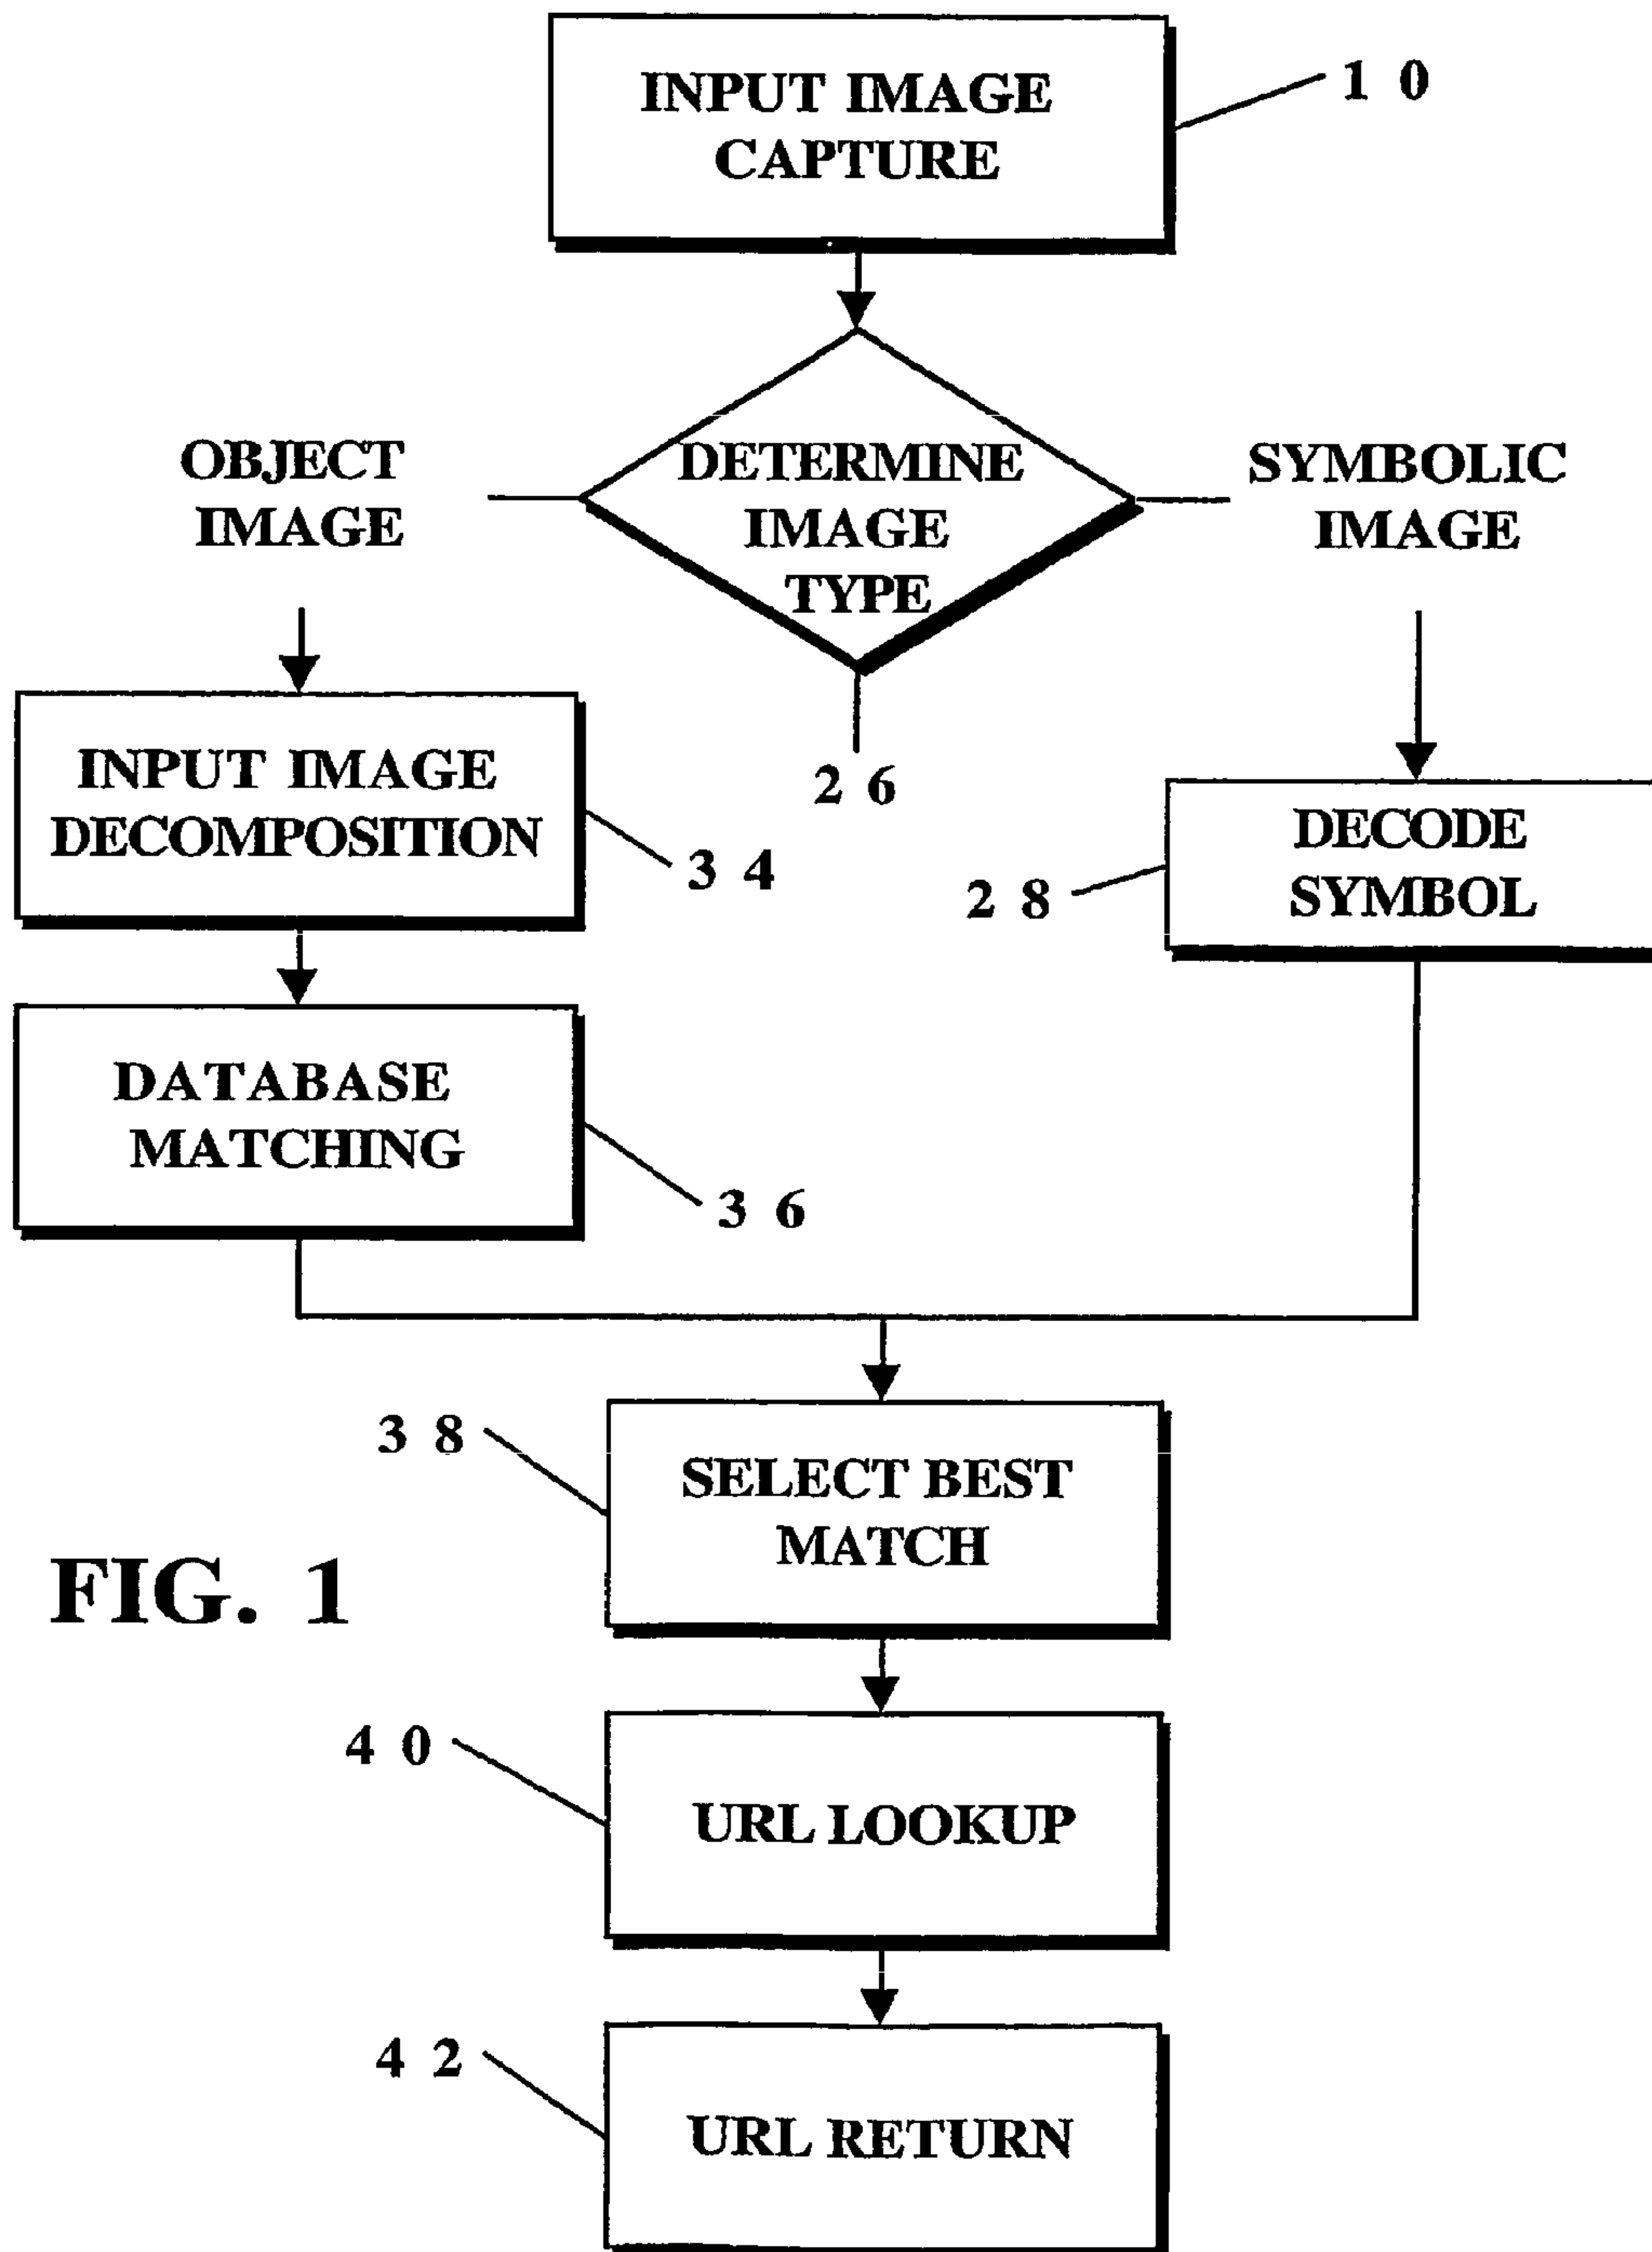 INPUT IMAGE
CAPTURE
1 0
OBJECT
IMAGE
DETERMINE
IMAGE
TYPE
SYMBOLIC
IMAGE
2 6
INPUT IMAGE
DECOMPOSITION
3 4
DECODE
SYMBOL
2 8
DATABASE
MATCHING
3 6
3 8
SELECT BEST
MATCH
FIG. 1
4 0
URL LOOKUP
4 2
URL RETURN